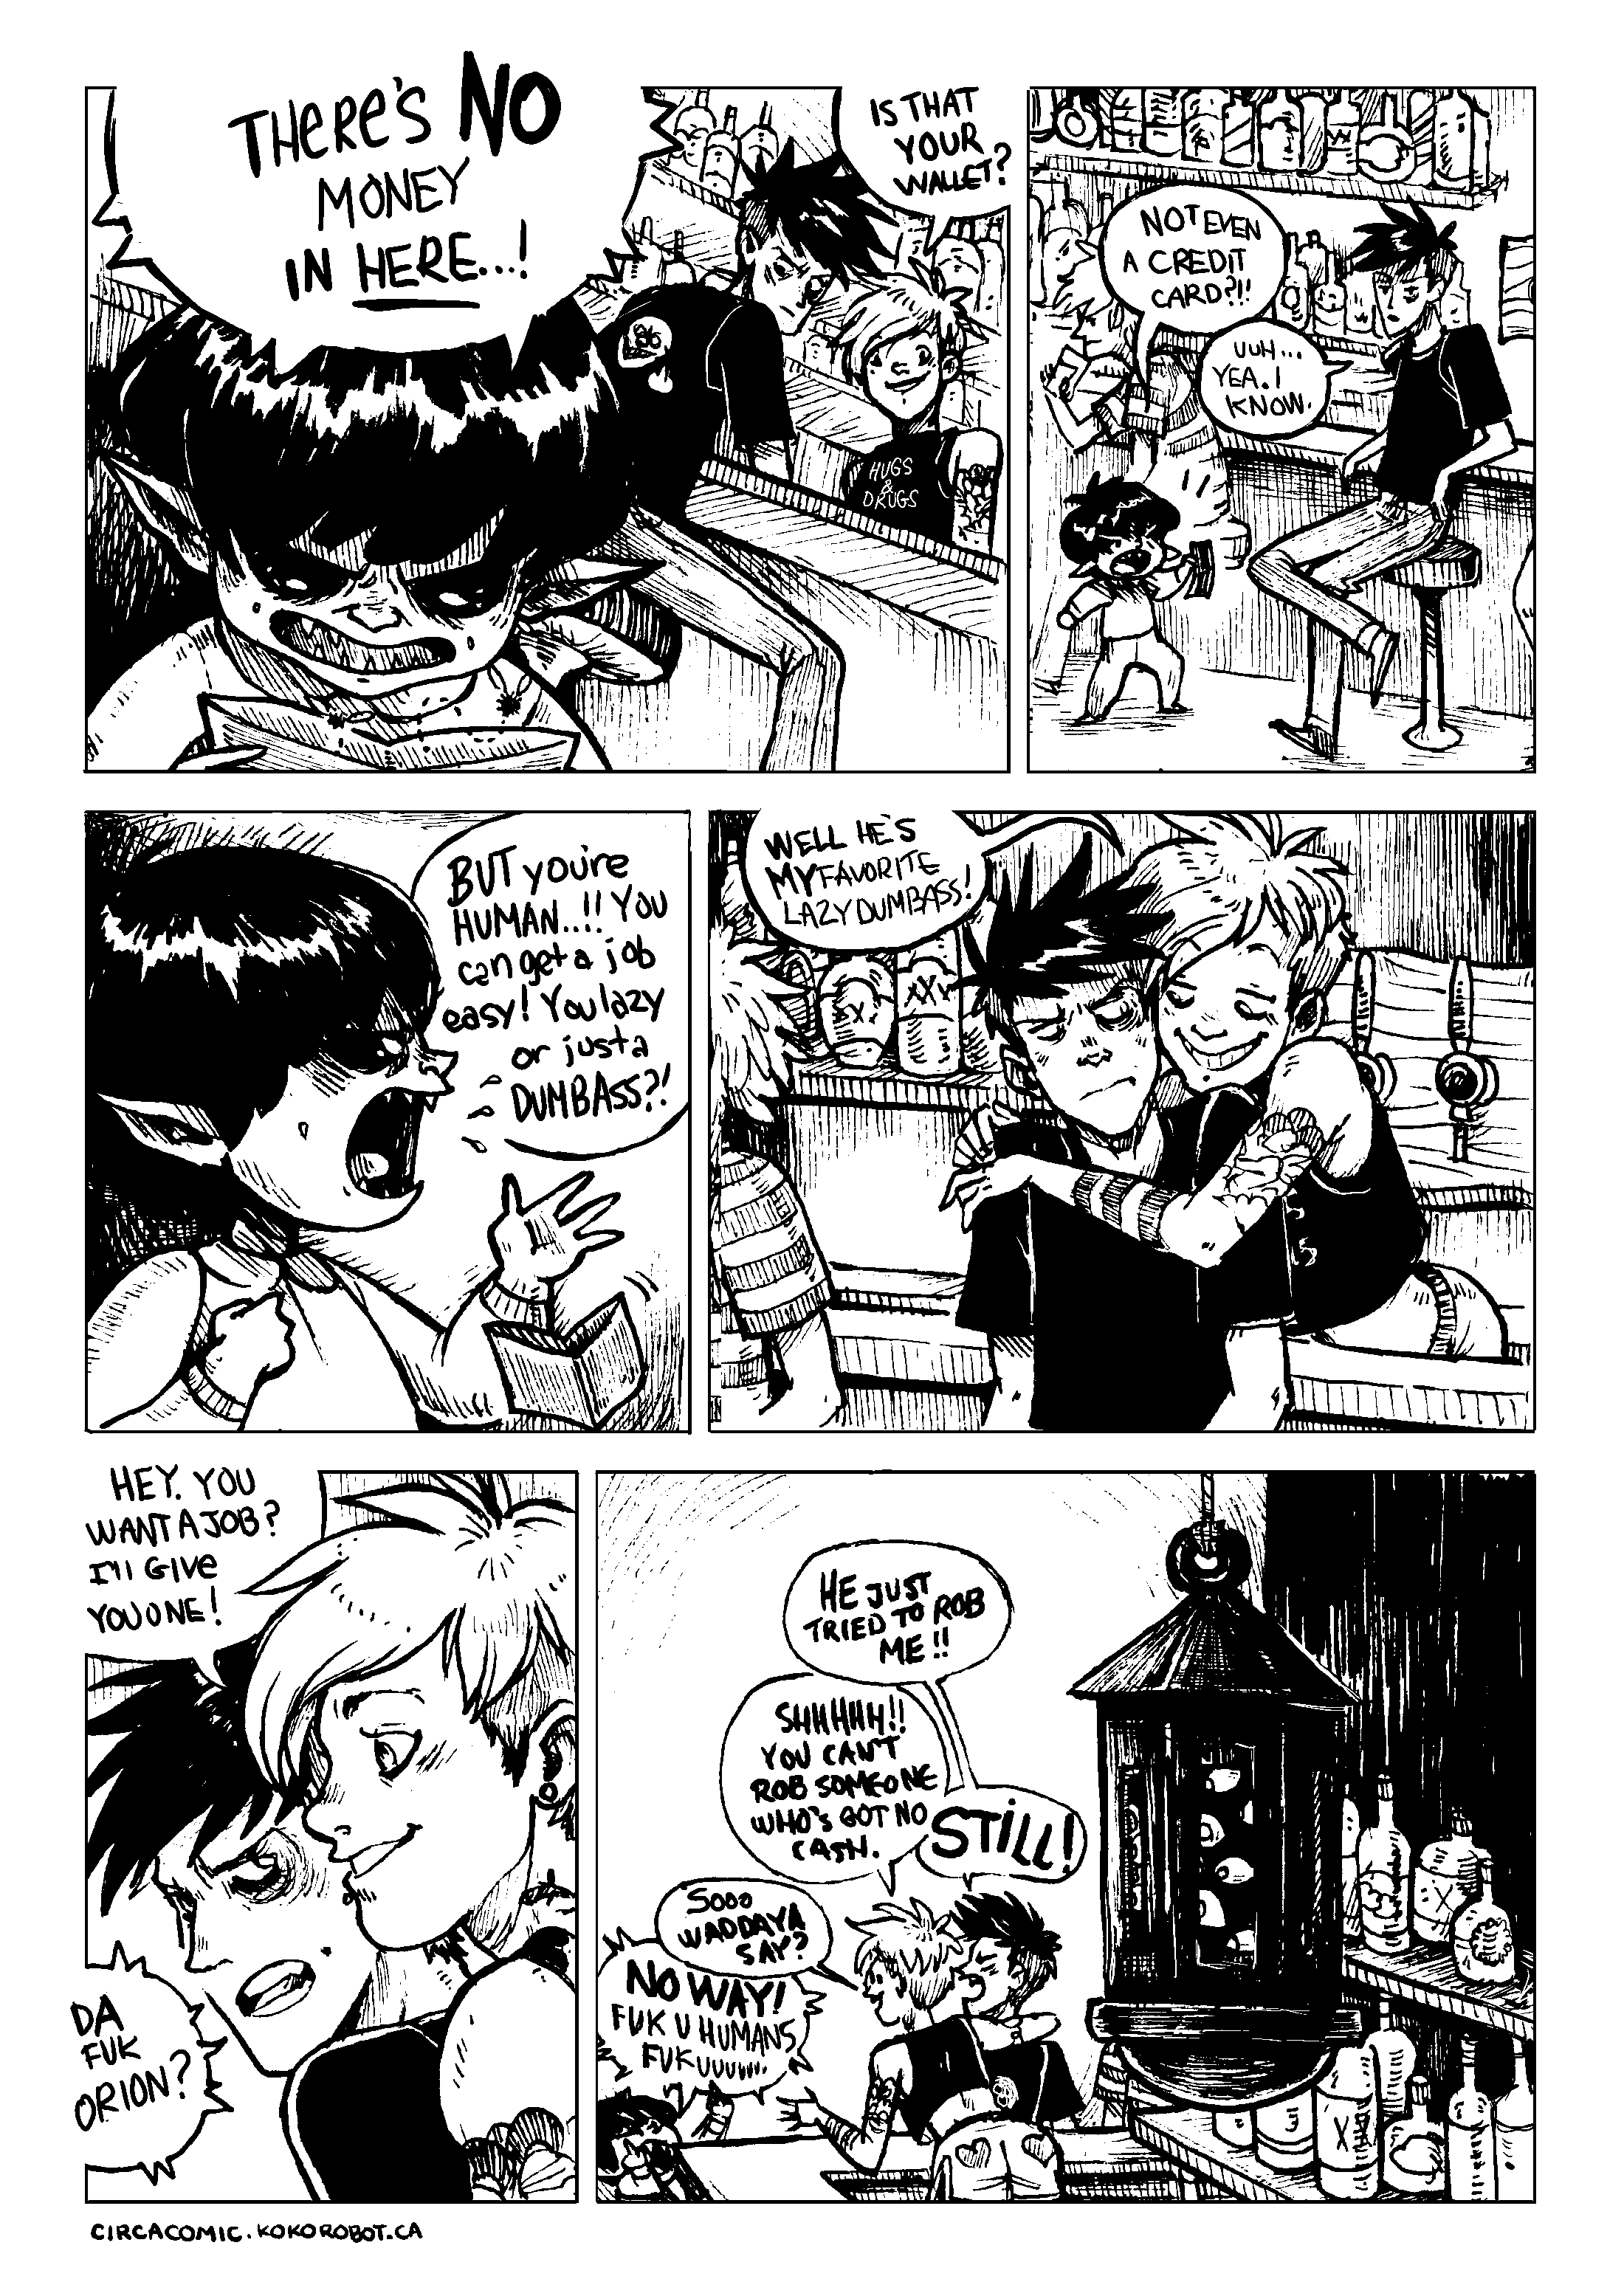 THERE'S NO
MONEY
IN HERE...!
IS THAT
YOUR
WALLET?
HUGS
&
DRUGS
NOT EVEN
A CREDIT
CARD?!!
UUH...
YEA. I
KNOW.
BUT you're
HUMAN...!! YOU
can get a job
easy! You lazy
or just a
DUMBASS?!
WELL HE'S
MY FAVORITE
LAZY DUMBASS!
XXX
HEY. YOU
WANT A JOB?
I'll GIVE
YOU ONE!
DA
FUK
ORION?
HE JUST
TRIED TO ROB
ME!!
SHHHHH!!
YOU CAN'T
ROB SOMEONE
WHO'S GOT NO
CASH.
STILL!
SOOO
WADDAYA
SAY?
NO WAY!
FUK U HUMANS
FUKUUUUU.
X
XX
CIRCACOMIC.KOKOROBOT.CA